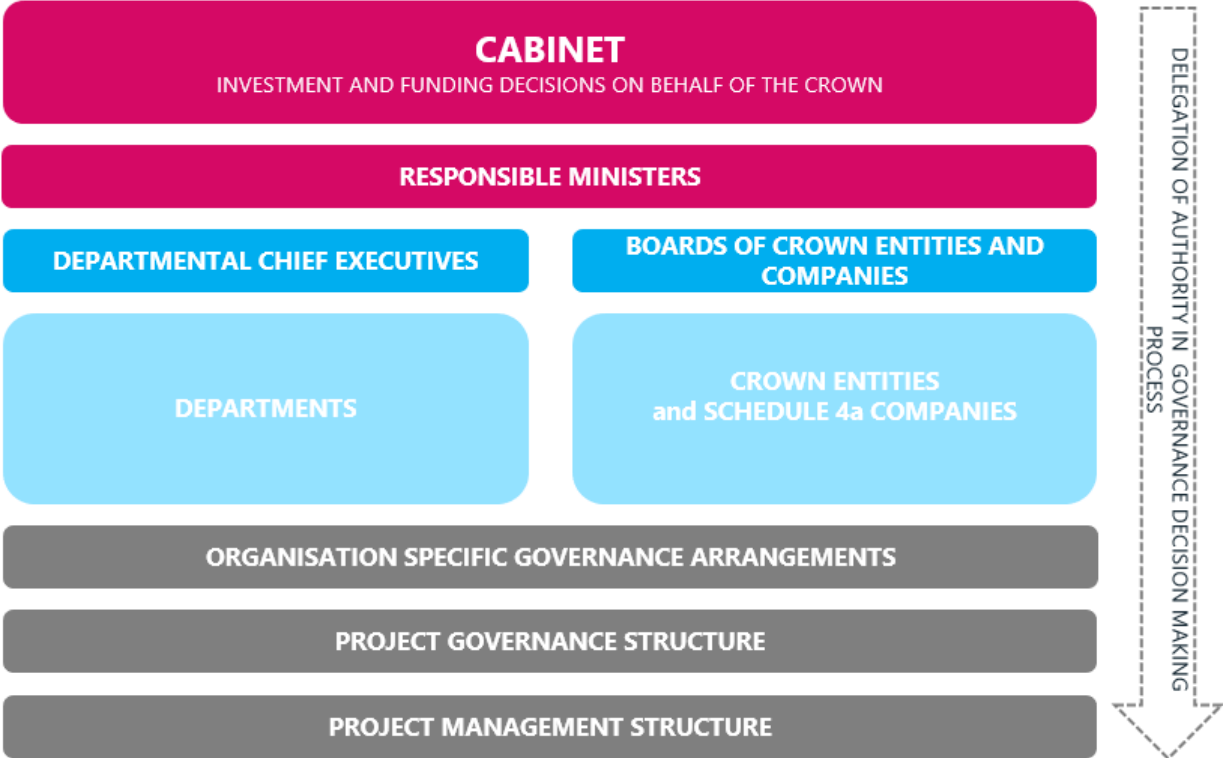 CABINET
INVESTMENT AND FUNDING DECISIONS ON BEHALF OF THE CROWN
RESPONSIBLE MINISTERS
DEPARTMENTAL CHIEF EXECUTIVES
BOARDS OF CROWN ENTITIES AND
COMPANIES
DEPARTMENTS
CROWN ENTITIES
and SCHEDULE 4a COMPANIES
ORGANISATION SPECIFIC GOVERNANCE ARRANGEMENTS
PROJECT GOVERNANCE STRUCTURE
PROJECT MANAGEMENT STRUCTURE
DELEGATION OF AUTHORITY IN GOVERNANCE DECISION MAKING
PROCESS